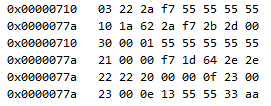 0x00000710 03 22 2a f7 55 55 55 55
0x0000077a 10 1a 62 2a f7 2b 2d 00
0x00000710 30 00 01 55 55 55 55 55
0x0000077a 21 00 00 f7 1d 64 2e 2e
0x0000077a 22 22 20 00 00 0f 23 00
0x0000077a 23 00 0e 13 55 55 33 aa